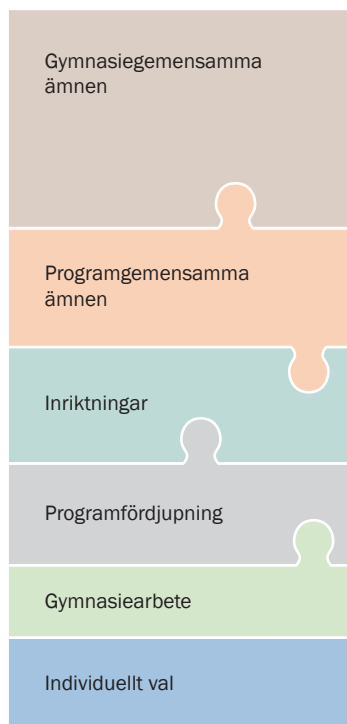 Gymnasiegemensamma
ämnen
Programgemensamma
ämnen
Inriktningar
Programfördjupning
Gymnasiearbete
Individuellt val